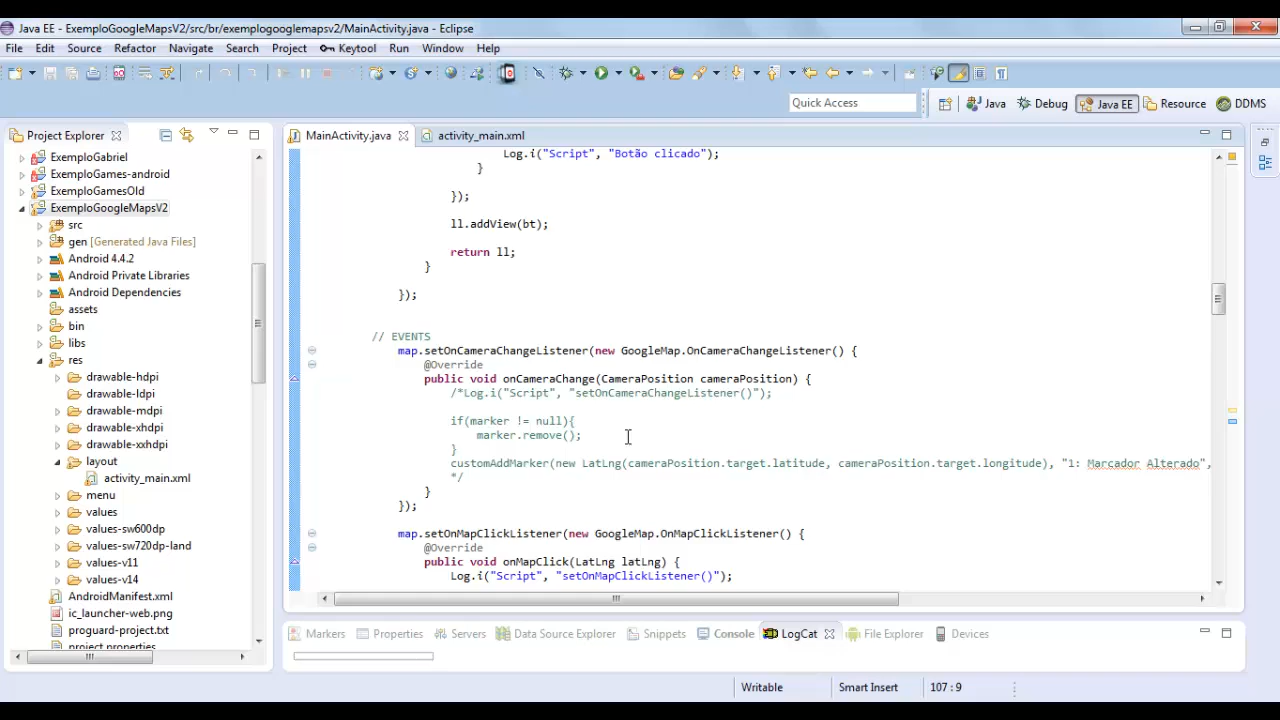 Java EE - ExemploGoogleMapsV2/src/br/exemplogooglemapsv2/MainActivity.java - Eclipse
File Edit Source Refactor Navigate Search Project Keytool Run Window Help
Quick Access
Java
Debug
Java EE
Resource
DDMS
Project Explorer
MainActivity.java
activity_main.xml
ExemploGabriel
ExemploGames-android
ExemploGamesOld
ExemploGoogleMapsV2
src
gen [Generated Java Files]
Android 4.4.2
Android Private Libraries
Android Dependencies
assets
bin
libs
res
drawable-hdpi
drawable-ldpi
drawable-mdpi
drawable-xhdpi
drawable-xxhdpi
layout
activity_main.xml
menu
values
values-sw600dp
values-sw720dp-land
values-v11
values-v14
AndroidManifest.xml
ic_launcher-web.png
proguard-project.txt
project.properties
Log.i("Script", "Botão clicado");
}
});
ll.addView(bt);
return ll;
}
});
// EVENTS
map.setOnCameraChangeListener(new GoogleMap.OnCameraChangeListener() {
@Override
public void onCameraChange(CameraPosition cameraPosition) {
/*Log.i("Script", "setOnCameraChangeListener()");
if(marker != null){
marker.remove();
}
customAddMarker(new LatLng(cameraPosition.target.latitude, cameraPosition.target.longitude), "1: Marcador Alterado",
*/
}
});
map.setOnMapClickListener(new GoogleMap.OnMapClickListener() {
@Override
public void onMapClick(LatLng latLng) {
Log.i("Script", "setOnMapClickListener()");
Markers
Properties
Servers
Data Source Explorer
Snippets
Console
LogCat
File Explorer
Devices
Writable
Smart Insert
107 : 9